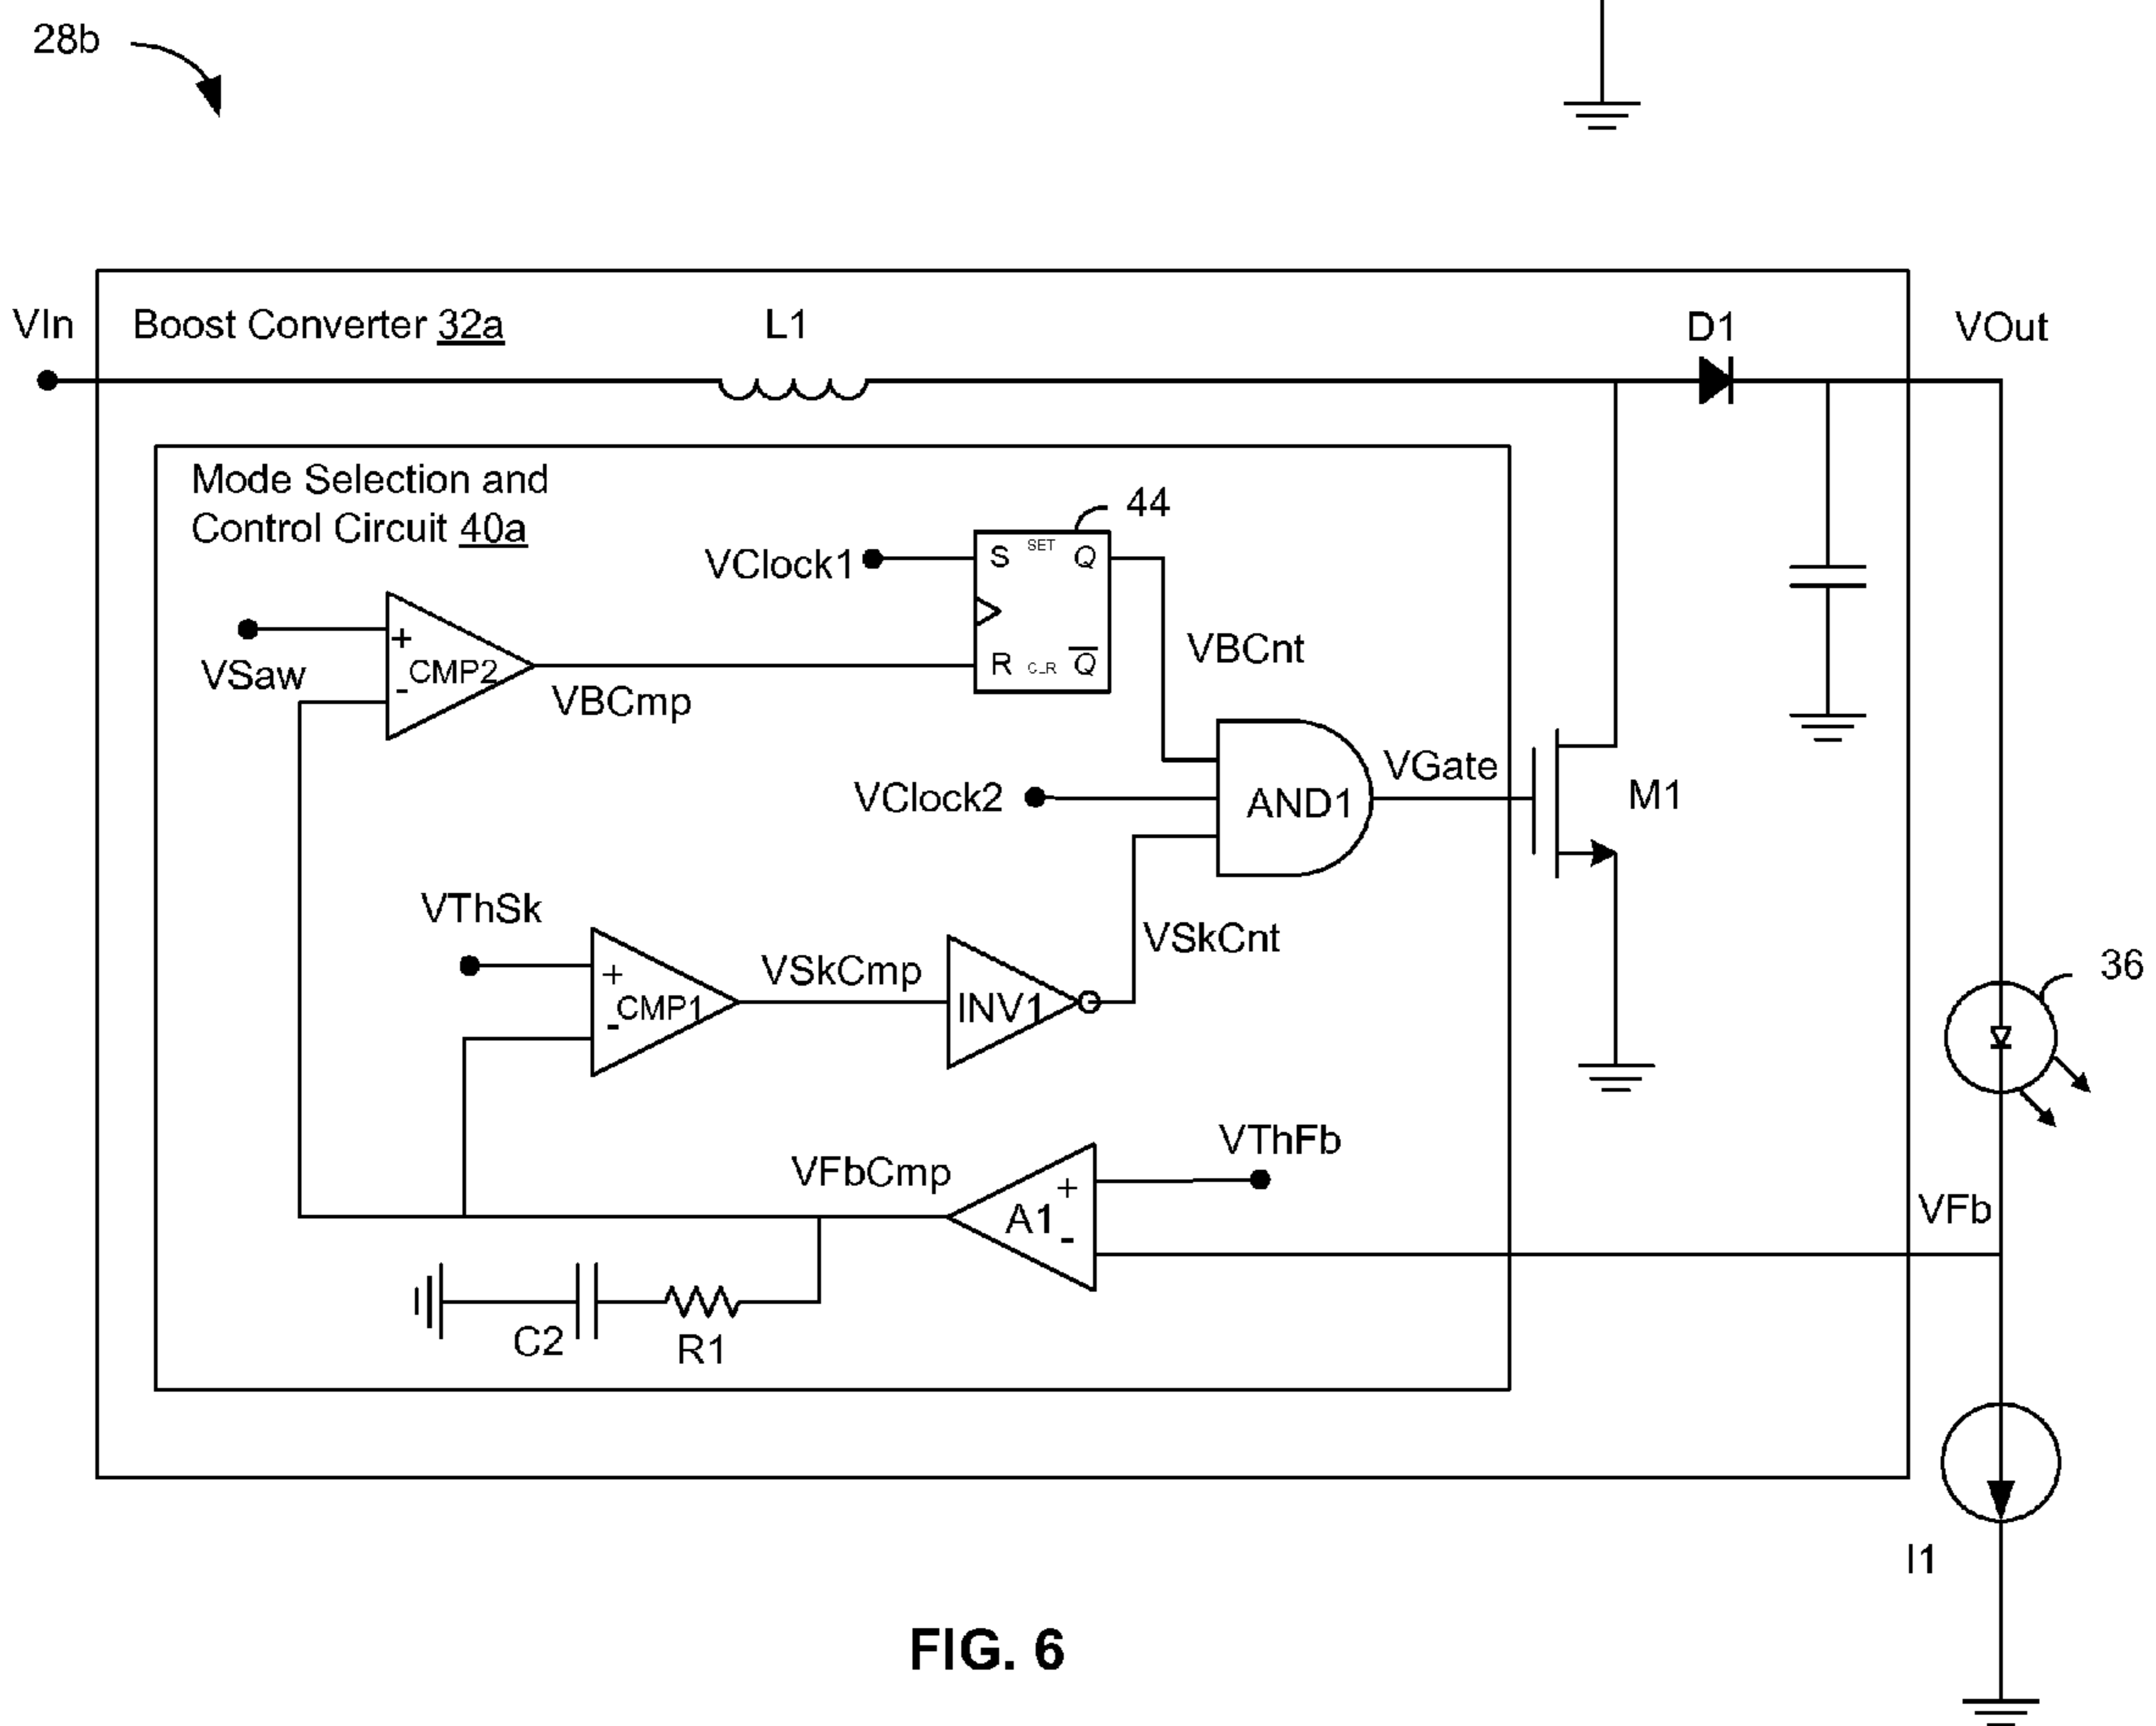 28b
VIn
Boost Converter 32a
L1
D1
VOut
Mode Selection and
Control Circuit 40a
44
VClock1
S
SET
Q
VSaw
+
-
CMP2
VBCmp
R
C_R
Q
VBCnt
VClock2
AND1
VGate
M1
VThSk
+
-
CMP1
VSkCmp
INV1
VSkCnt
36
VFbCmp
A1
+
-
VThFb
VFb
C2
R1
I1
FIG. 6